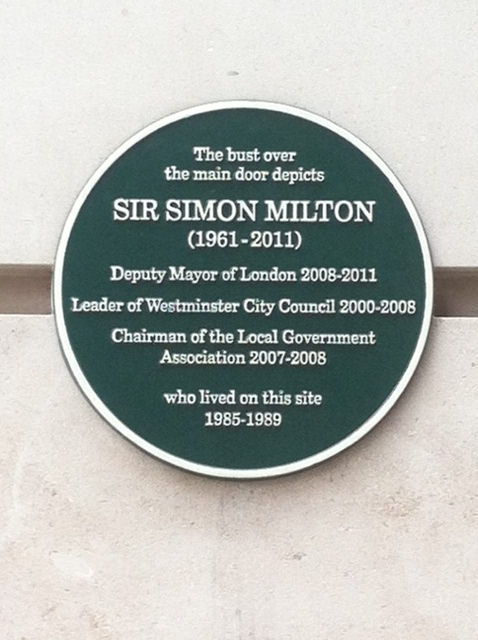 The bust over
the main door depicts
SIR SIMON MILTON
(1961-2011)
Deputy Mayor of London 2008-2011
Leader of Westminster City Council 2000-2008
Chairman of the Local Government
Association 2007-2008
who lived on this site
1985-1989